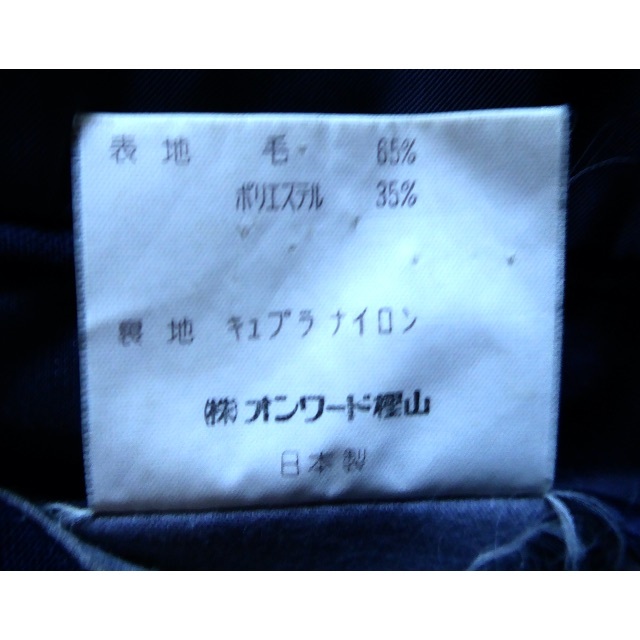 表地 毛 65%
ポリエステル 35%
裏地 キュプラ ナイロン
㈱オンワード樫山
日本製